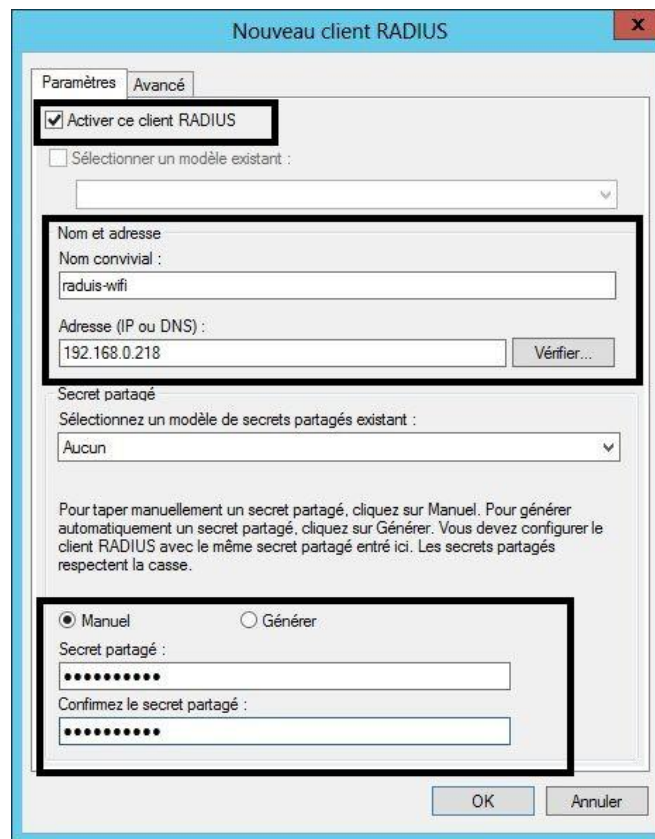 Nouveau client RADIUS
x
Paramètres Avancé
Activer ce client RADIUS
Sélectionner un modèle existant :
Nom et adresse
Nom convivial :
raduis-wifi
Adresse (IP ou DNS) :
192.168.0.218 Vérifier...
Secret partagé
Sélectionnez un modèle de secrets partagés existant :
Aucun
Pour taper manuellement un secret partagé, cliquez sur Manuel. Pour générer
automatiquement un secret partagé, cliquez sur Générer. Vous devez configurer le
client RADIUS avec le même secret partagé entré ici. Les secrets partagés
respectent la casse.
Manuel Générer
Secret partagé :
●●●●●●●●●●
Confirmez le secret partagé :
●●●●●●●●●●
OK Annuler